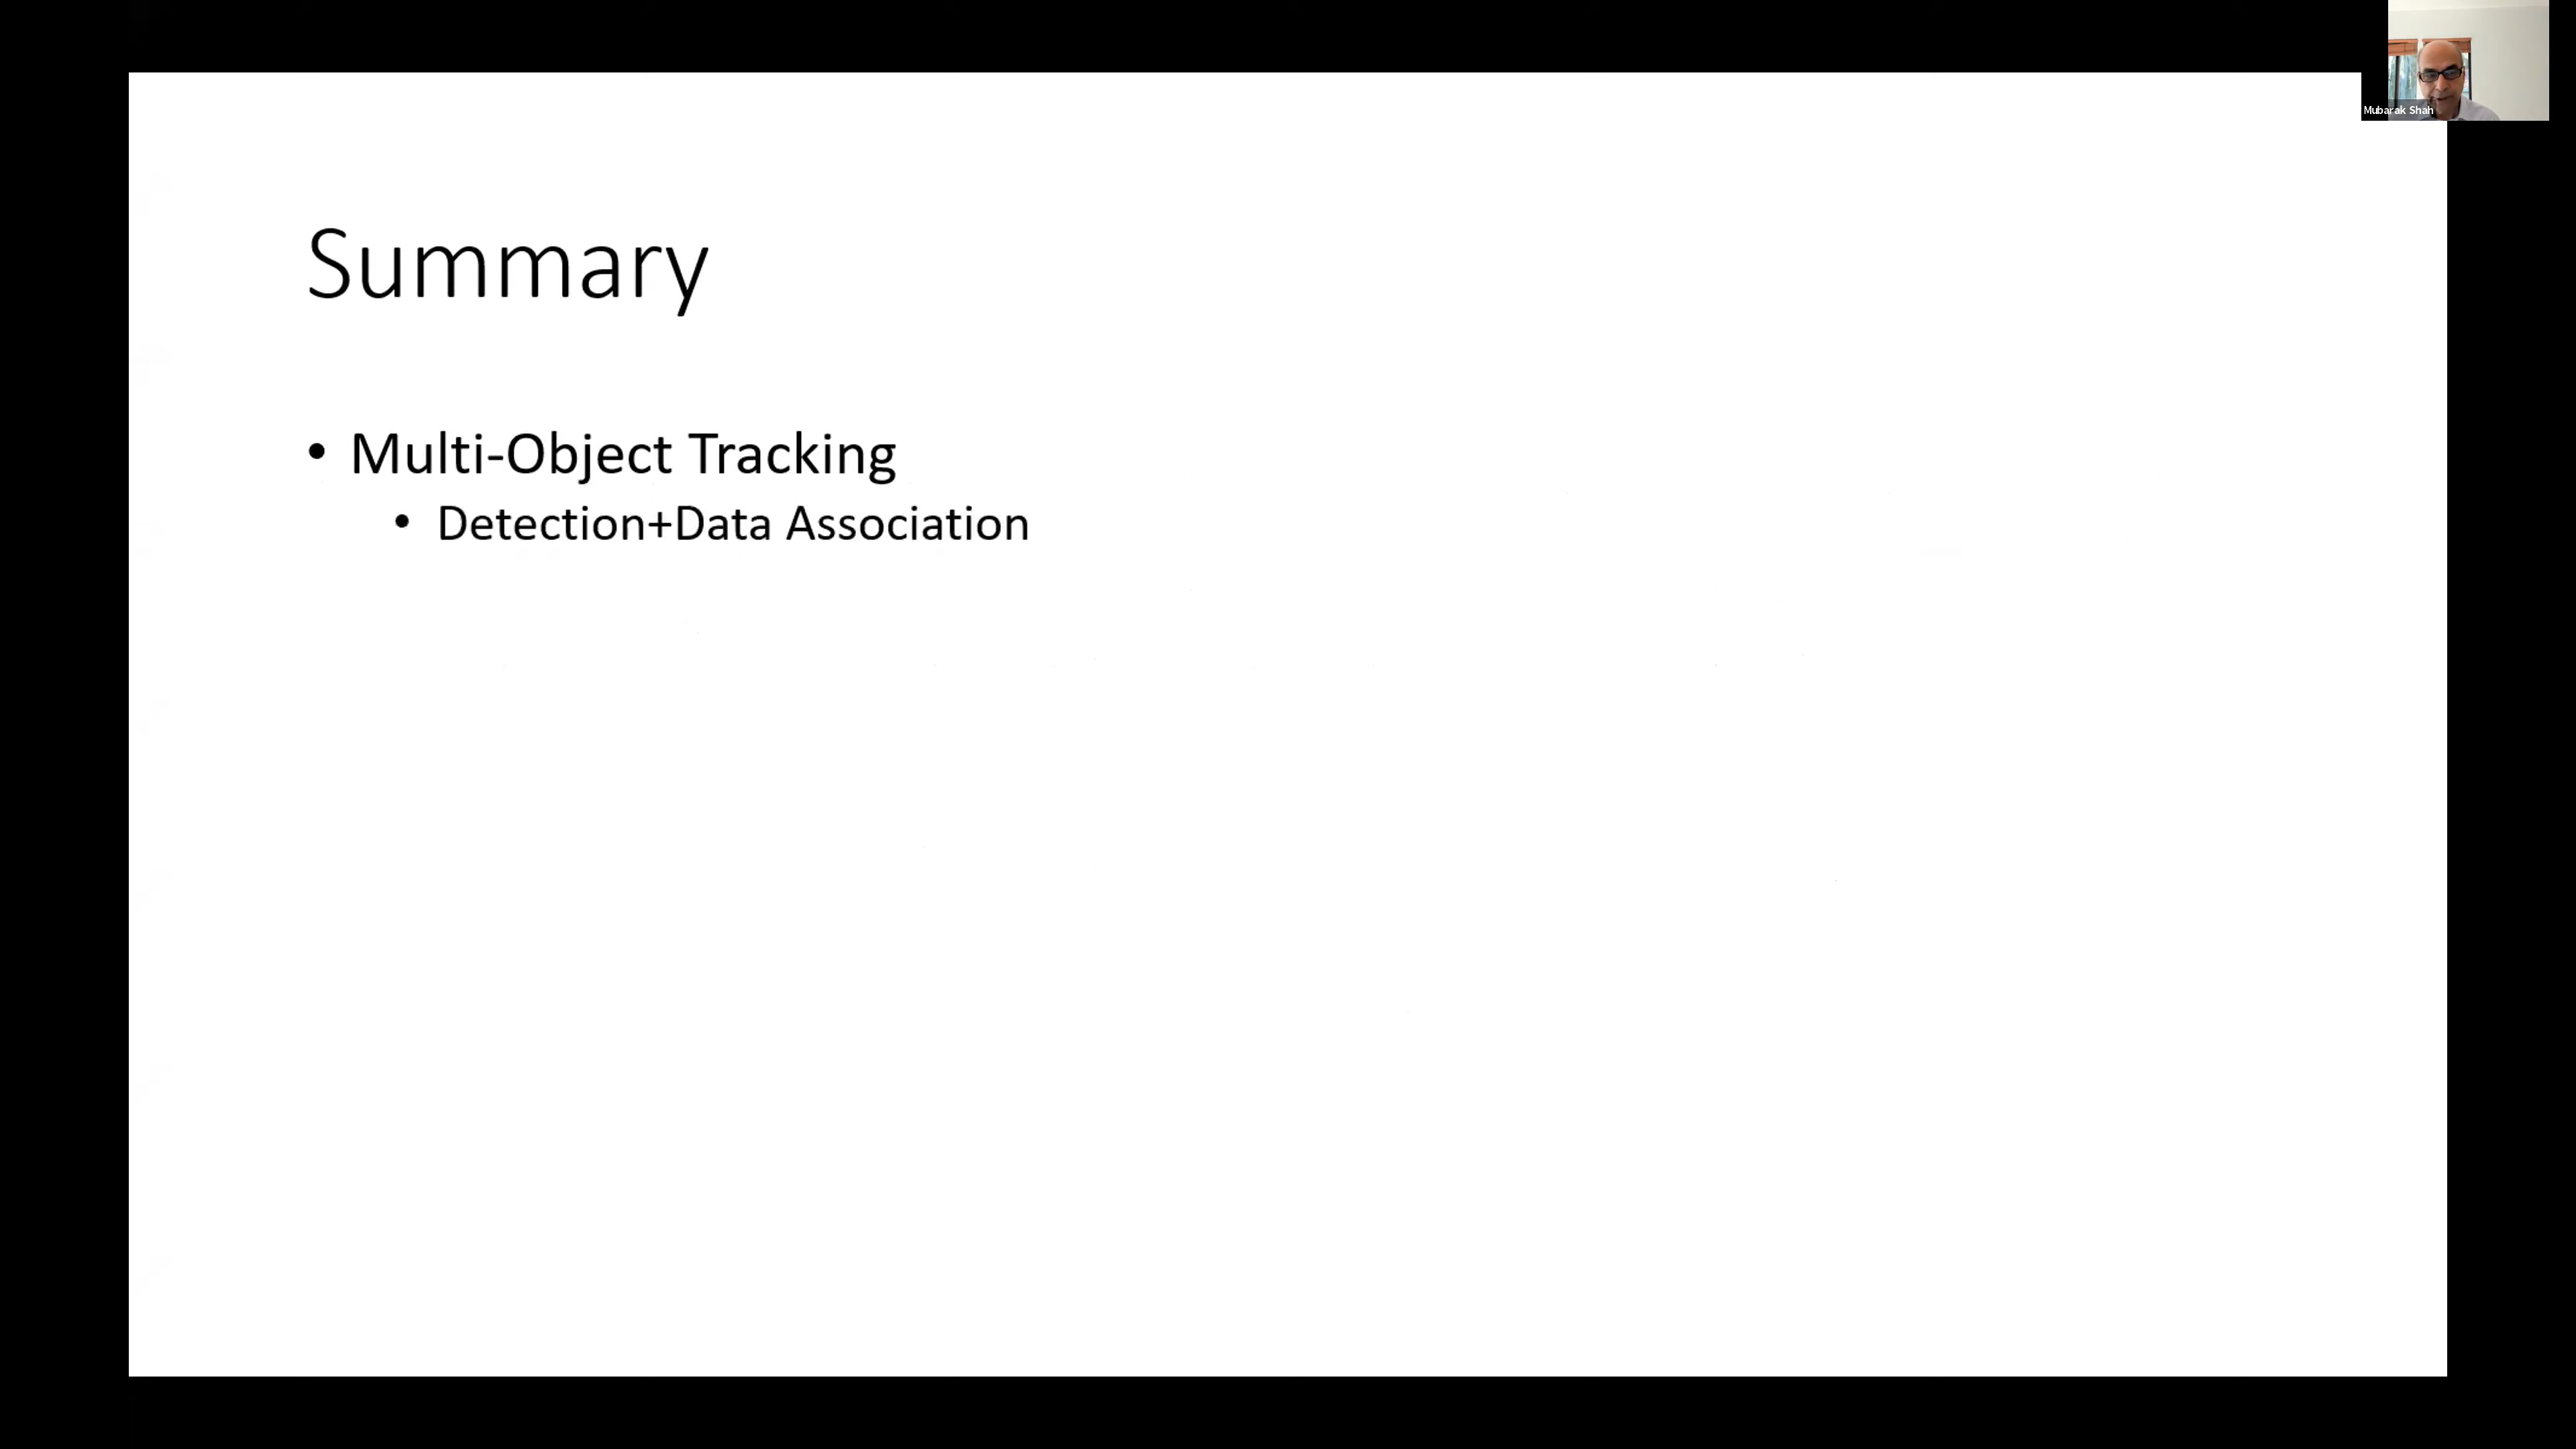 Mubarak Shah
Summary
• Multi-Object Tracking
• Detection+Data Association